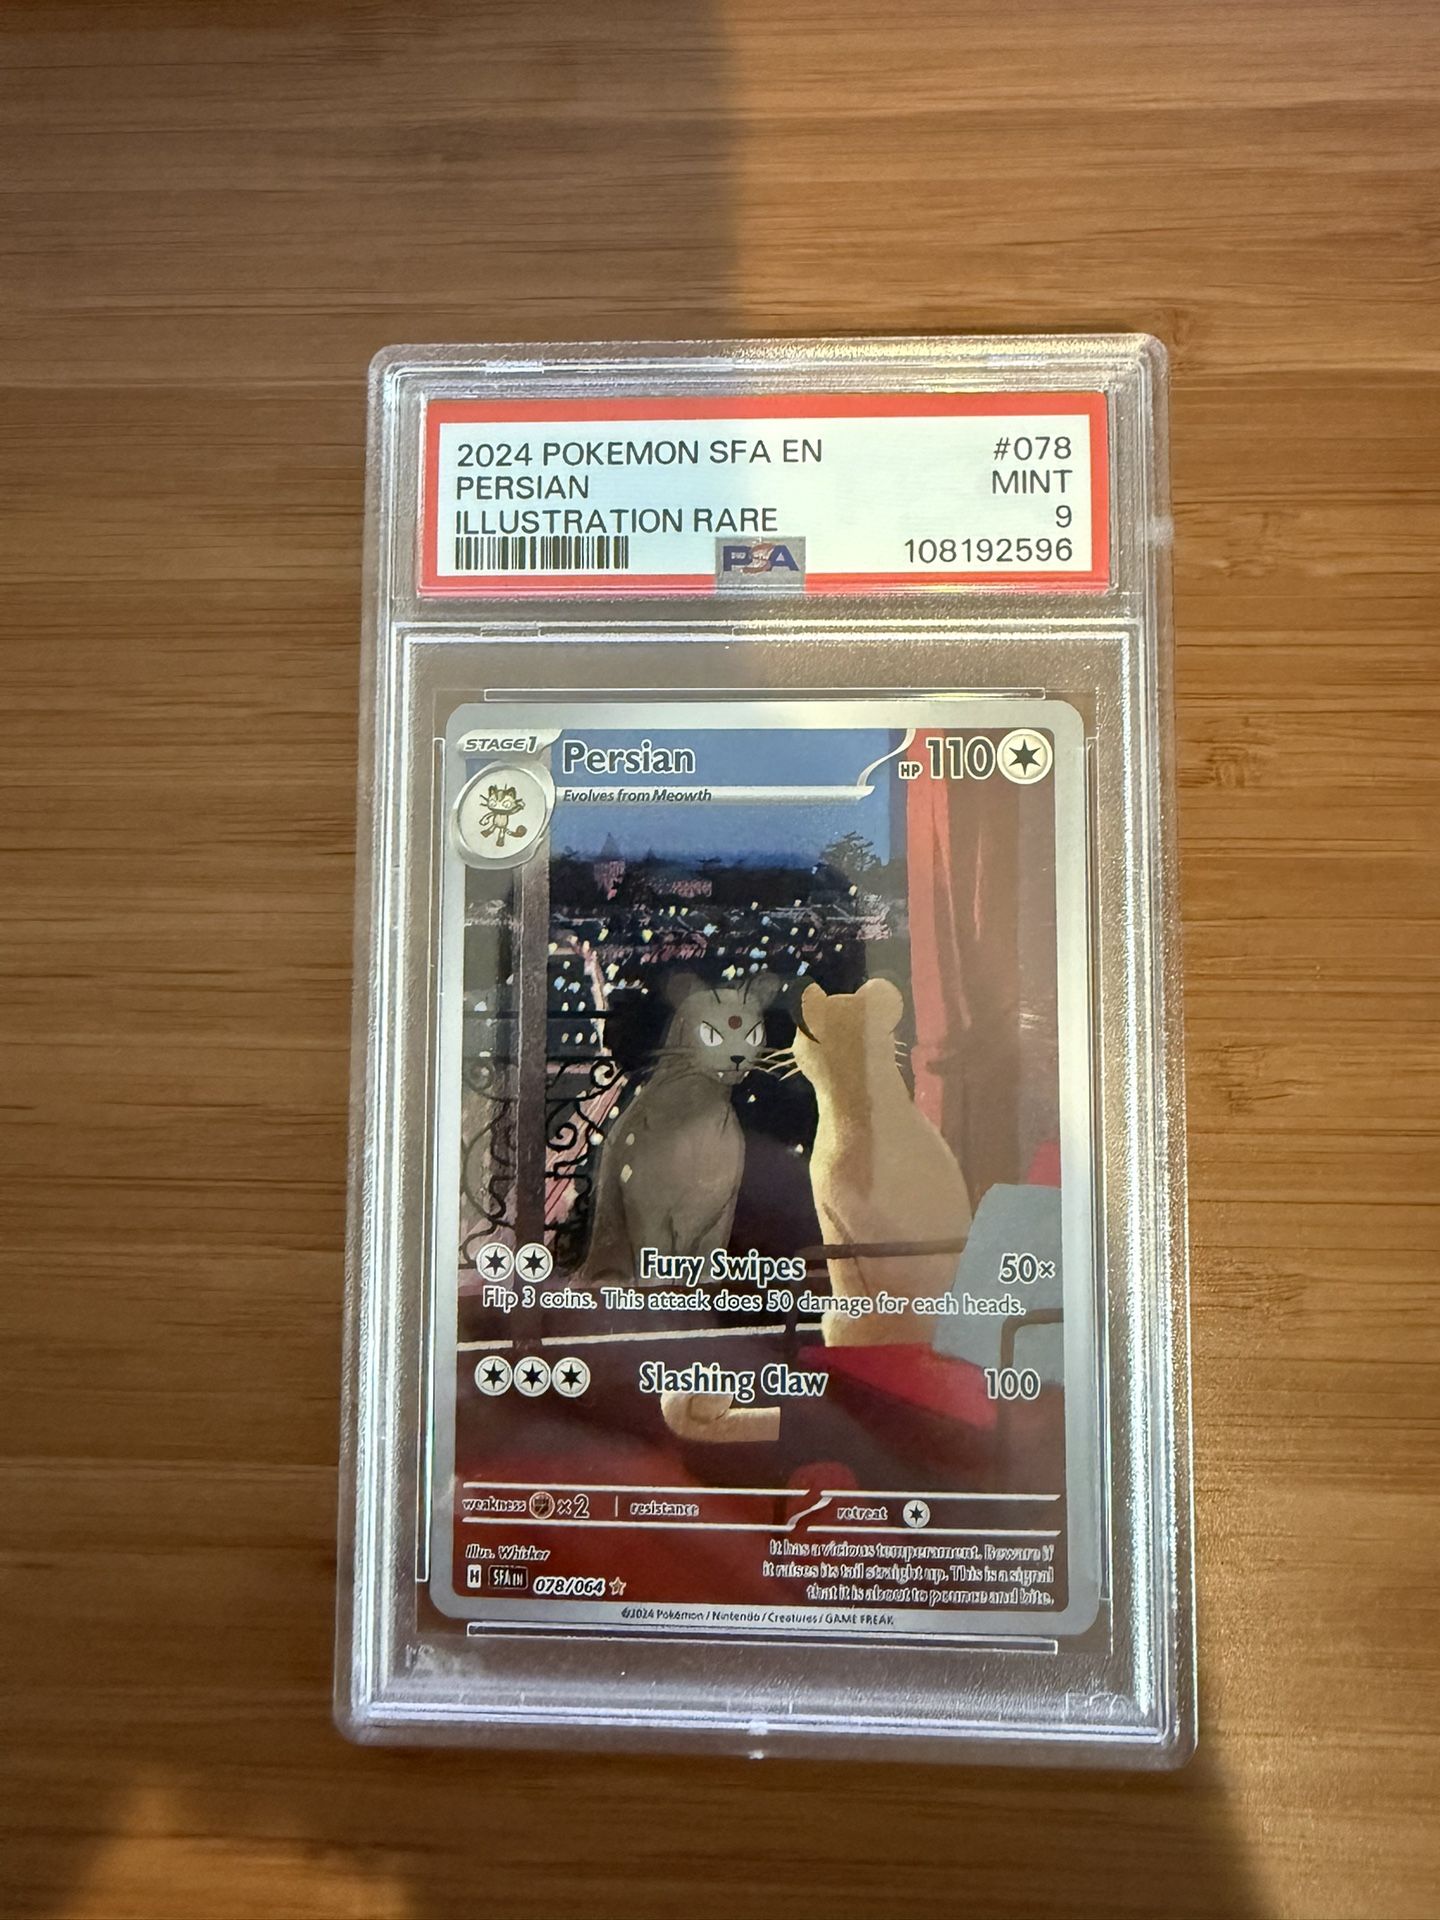 2024 POKEMON SFA EN #078
PERSIAN MINT
ILLUSTRATION RARE 9
PSA 108192596
STAGE1 Persian HP 110
Evolves from Meowth
Fury Swipes 50×
Flip 3 coins. This attack does 50 damage for each heads.
Slashing Claw 100
weakness ×2 resistance retreat
Illus. Whisker
It has a vicious temperament. Beware if
it raises its tail straight up. This is a signal
that it is about to pounce and bite.
H SFA EN 078/064
©2024 Pokémon / Nintendo / Creatures / GAME FREAK